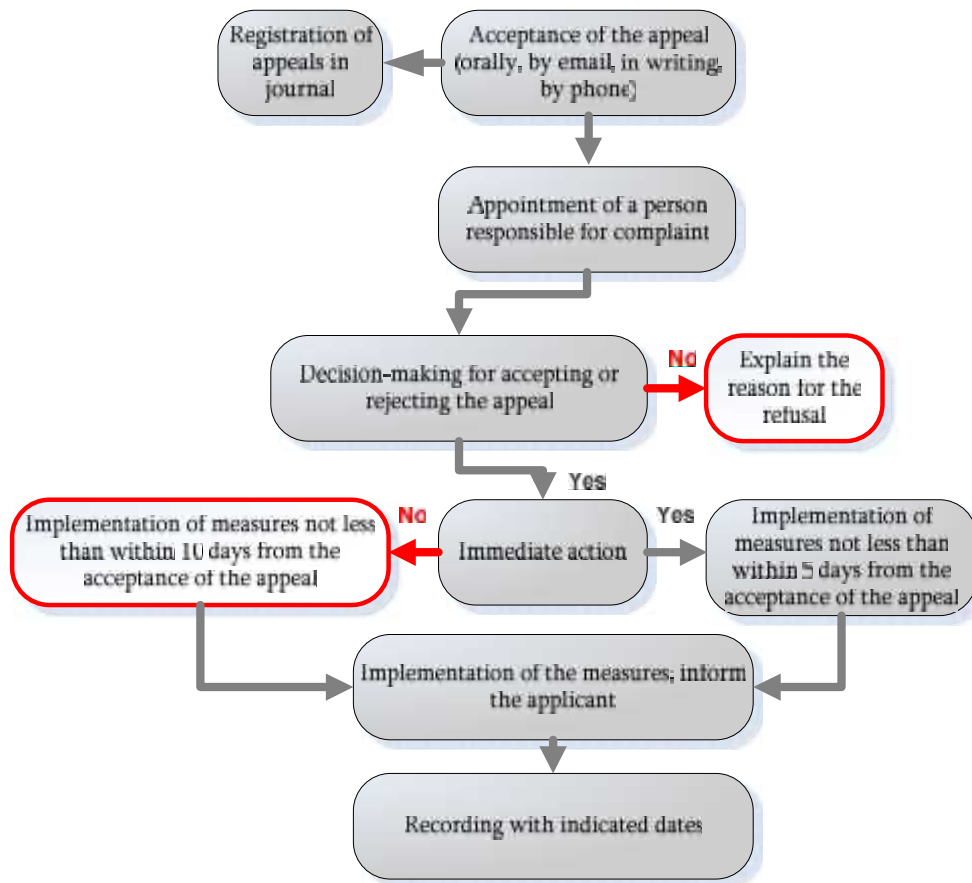 Registration of
appeals in
journal
Acceptance of the appeal
(orally, by email, in writing,
by phone)
Appointment of a person
responsible for complaint
Decision-making for accepting or
rejecting the appeal
No
Explain the
reason for the
refusal
Yes
Implementation of measures not less
than within 10 days from the
acceptance of the appeal
No
Immediate action
Yes
Implementation of
measures not less than
within 5 days from the
acceptance of the appeal
Implementation of the measures; inform
the applicant
Recording with indicated dates